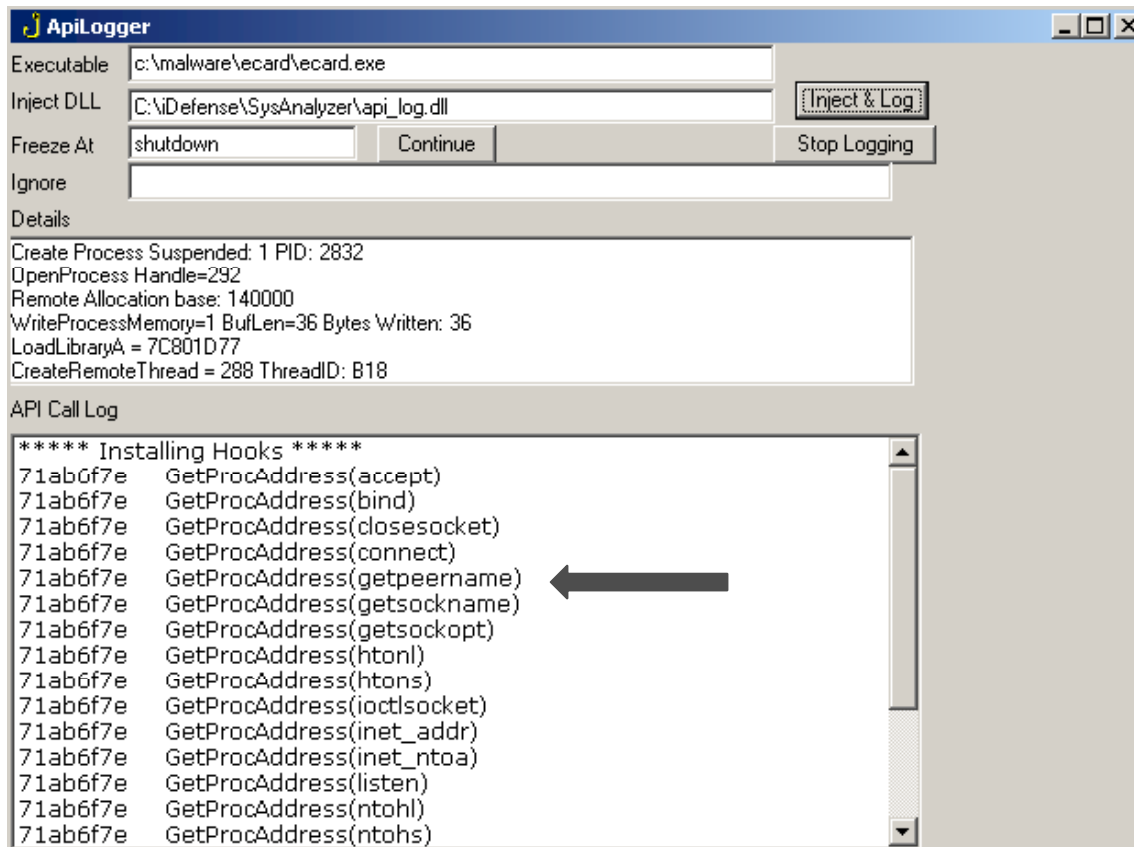 ApiLogger
Executable c:\malware\ecard\ecard.exe
Inject DLL C:\iDefense\SysAnalyzer\api_log.dll Inject & Log
Freeze At shutdown Continue Stop Logging
Ignore
Details
Create Process Suspended: 1 PID: 2832
OpenProcess Handle=292
Remote Allocation base: 140000
WriteProcessMemory=1 BufLen=36 Bytes Written: 36
LoadLibraryA = 7C801D77
CreateRemoteThread = 288 ThreadID: B18
API Call Log
***** Installing Hooks *****
71ab6f7e GetProcAddress(accept)
71ab6f7e GetProcAddress(bind)
71ab6f7e GetProcAddress(closesocket)
71ab6f7e GetProcAddress(connect)
71ab6f7e GetProcAddress(getpeername)
71ab6f7e GetProcAddress(getsockname)
71ab6f7e GetProcAddress(getsockopt)
71ab6f7e GetProcAddress(htonl)
71ab6f7e GetProcAddress(htons)
71ab6f7e GetProcAddress(ioctlsocket)
71ab6f7e GetProcAddress(inet_addr)
71ab6f7e GetProcAddress(inet_ntoa)
71ab6f7e GetProcAddress(listen)
71ab6f7e GetProcAddress(ntohl)
71ab6f7e GetProcAddress(ntohs)